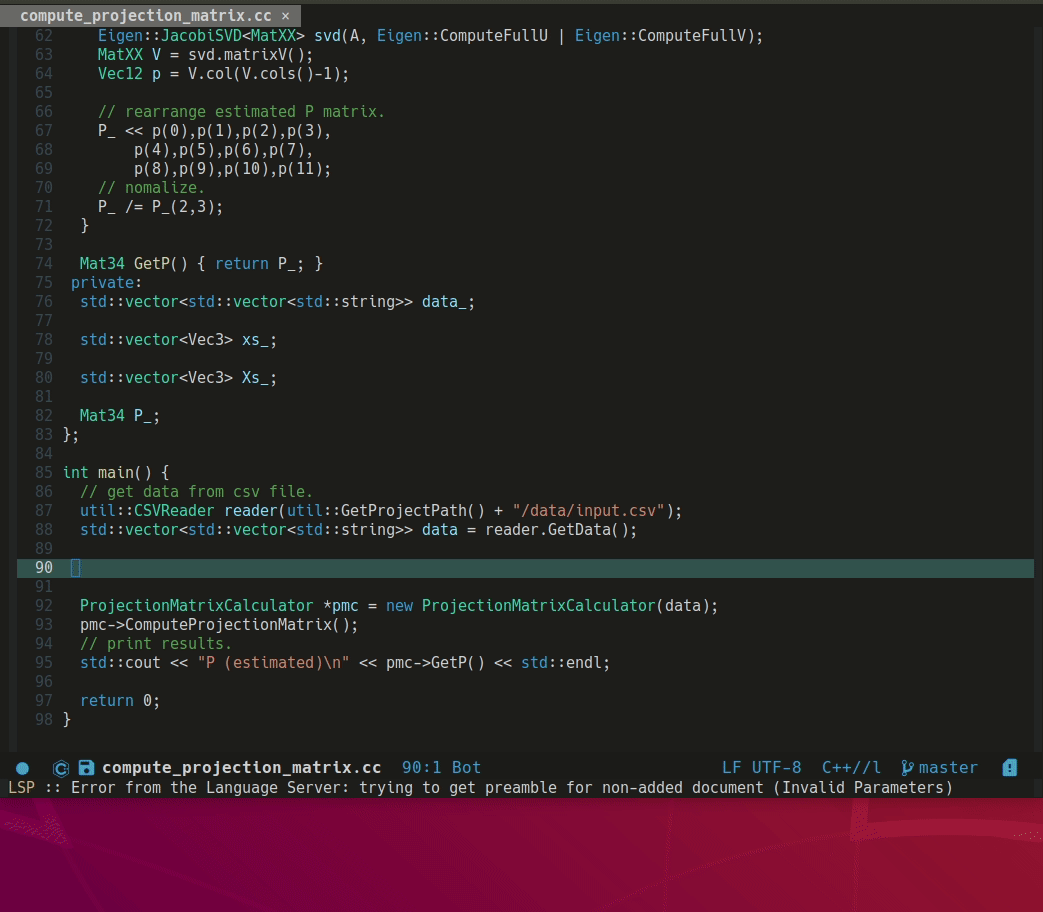 compute_projection_matrix.cc ×
62 Eigen::JacobiSVD<MatXX> svd(A, Eigen::ComputeFullU | Eigen::ComputeFullV);
63 MatXX V = svd.matrixV();
64 Vec12 p = V.col(V.cols()-1);
65
66 // rearrange estimated P matrix.
67 P_ << p(0),p(1),p(2),p(3),
68 p(4),p(5),p(6),p(7),
69 p(8),p(9),p(10),p(11);
70 // nomalize.
71 P_ /= P_(2,3);
72 }
73
74 Mat34 GetP() { return P_; }
75 private:
76 std::vector<std::vector<std::string>> data_;
77
78 std::vector<Vec3> xs_;
79
80 std::vector<Vec3> Xs_;
81
82 Mat34 P_;
83 };
84
85 int main() {
86 // get data from csv file.
87 util::CSVReader reader(util::GetProjectPath() + "/data/input.csv");
88 std::vector<std::vector<std::string>> data = reader.GetData();
89
90
91
92 ProjectionMatrixCalculator *pmc = new ProjectionMatrixCalculator(data);
93 pmc->ComputeProjectionMatrix();
94 // print results.
95 std::cout << "P (estimated)\n" << pmc->GetP() << std::endl;
96
97 return 0;
98 }
compute_projection_matrix.cc 90:1 Bot LF UTF-8 C++//l master
LSP :: Error from the Language Server: trying to get preamble for non-added document (Invalid Parameters)